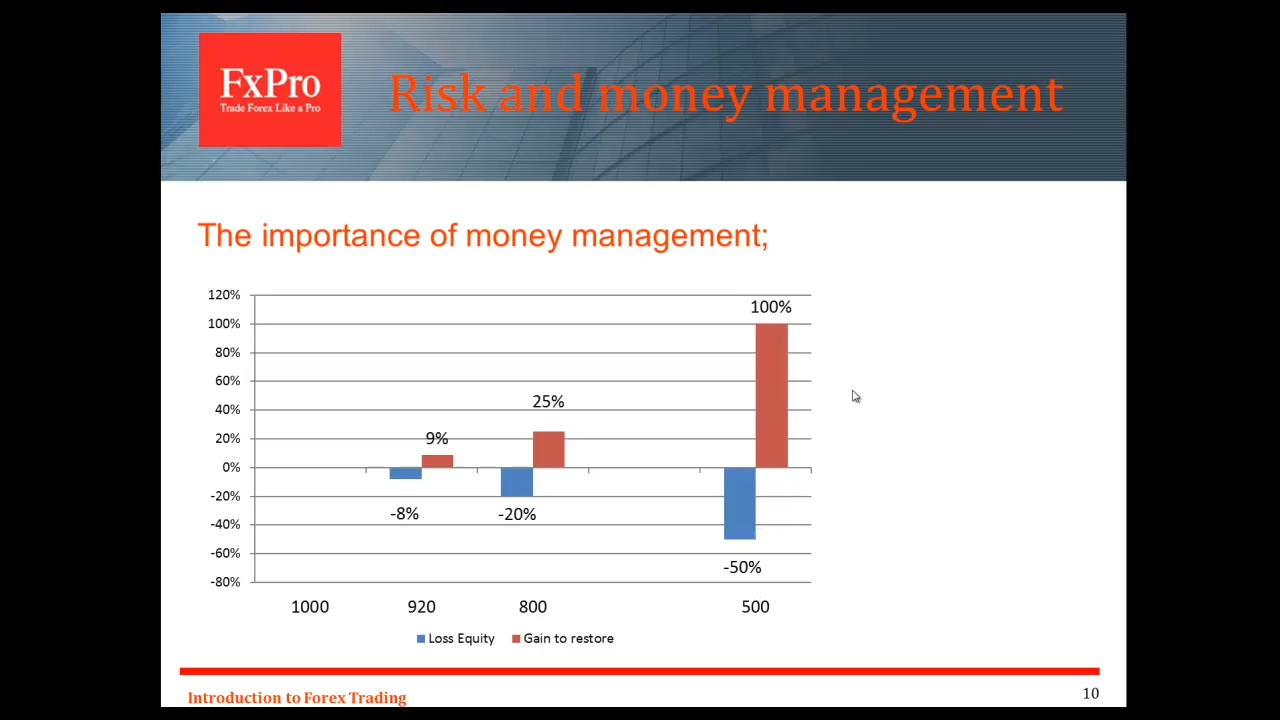 FxPro
Trade Forex Like a Pro
Risk and money management
The importance of money management;
120%
100%
80%
60%
40%
20%
0%
-20%
-40%
-60%
-80%
9%
25%
100%
-8%
-20%
-50%
1000 920 800 500
Loss Equity Gain to restore
Introduction to Forex Trading
10